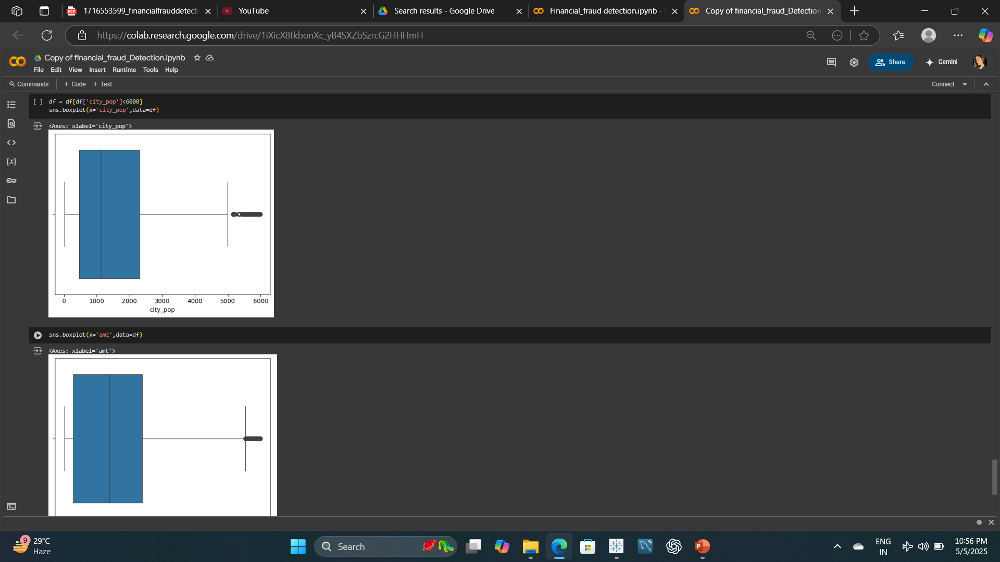 1716553599_financialfrauddetecti
YouTube
Search results - Google Drive
Financial_fraud detection.ipynb -
Copy of financial_fraud_Detection
https://colab.research.google.com/drive/1iXicX8tkbonXc_yB4SXZbSzrcG2HHHmH
Copy of financial_fraud_Detection.ipynb
File Edit View Insert Runtime Tools Help
Share
Gemini
Commands + Code + Text
Connect
[ ] df = df[df['city_pop']<6000]
sns.boxplot(x='city_pop',data=df)
<Axes: xlabel='city_pop'>
0 1000 2000 3000 4000 5000 6000
city_pop
sns.boxplot(x='amt',data=df)
<Axes: xlabel='amt'>
9 29°C
Haze
Search
ENG
IN
10:56 PM
5/5/2025